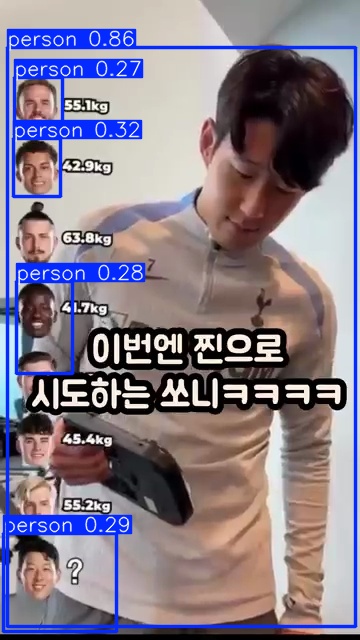 person 0.86
person 0.27
55.1kg
person 0.32
42.9kg
63.8kg
person 0.28
41.7kg
이번엔 찐으로
시도하는 쏘니ㅋㅋㅋㅋ
45.4kg
55.2kg
person 0.29
?